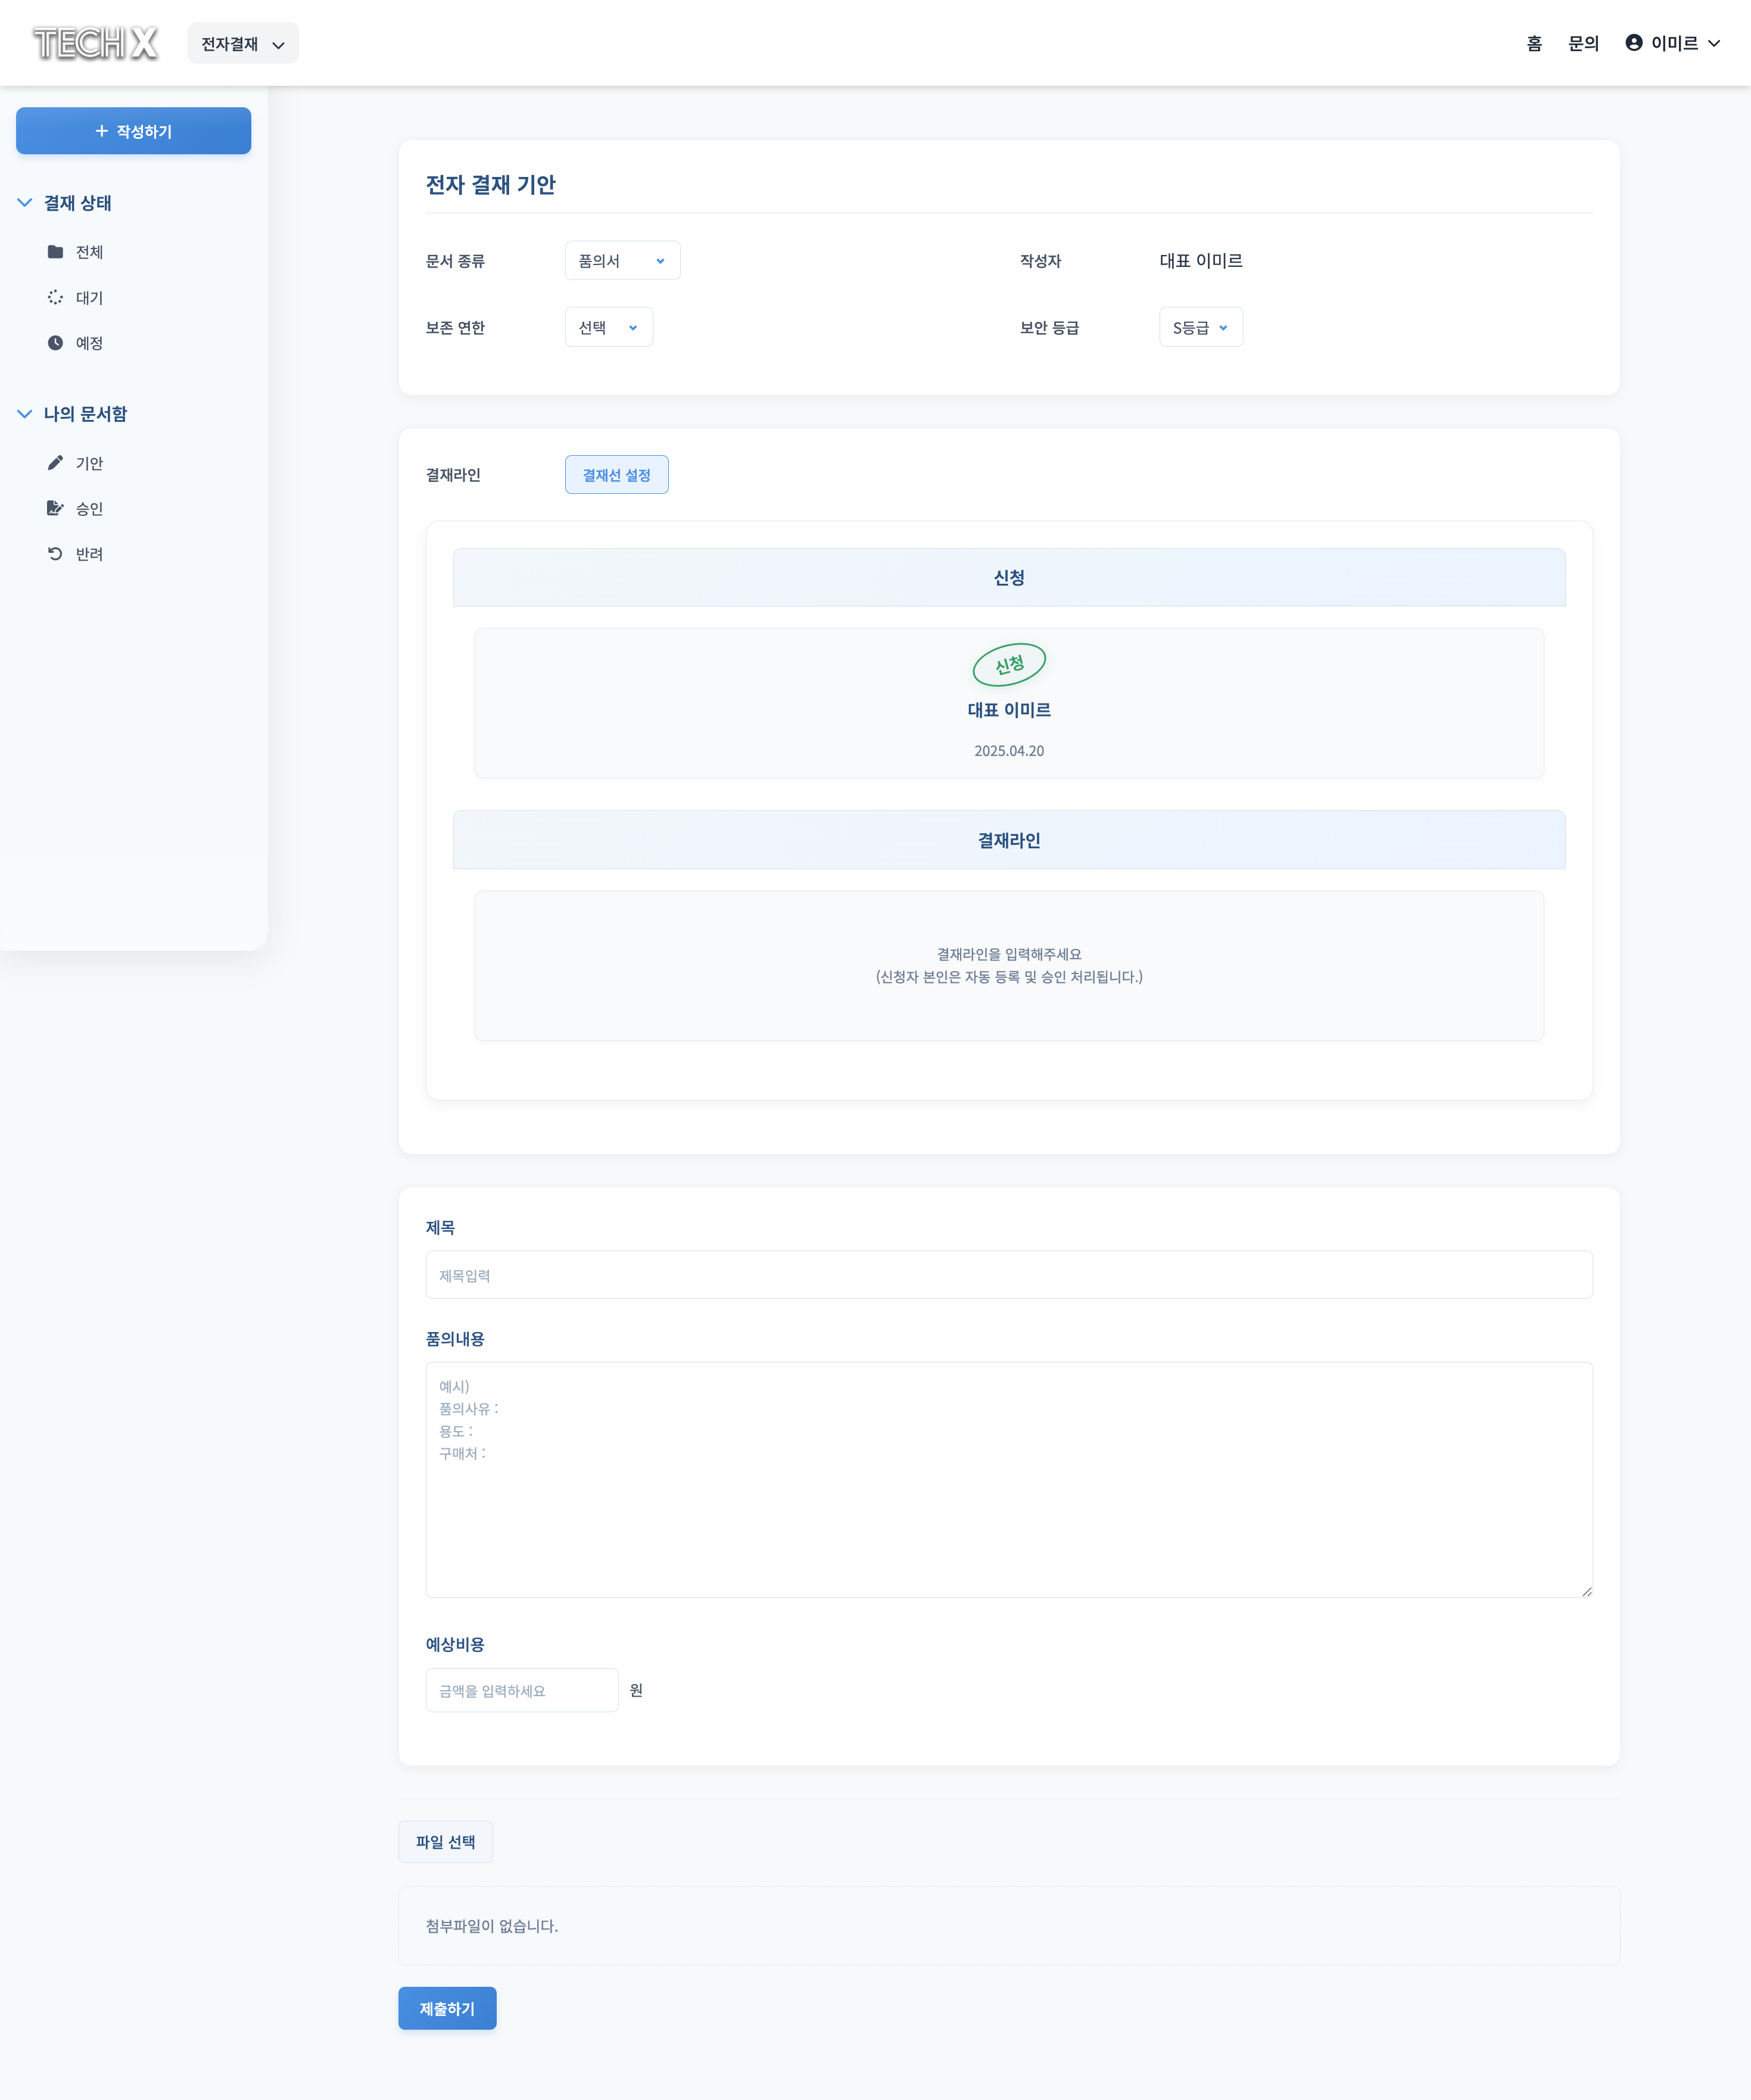 TECH X
전자결재
홈
문의
이미르
작성하기
결재 상태
전체
대기
예정
나의 문서함
기안
승인
반려
전자 결재 기안
문서 종류
품의서
작성자
대표 이미르
보존 연한
선택
보안 등급
S등급
결재라인
결재선 설정
신청
신청
대표 이미르
2025.04.20
결재라인
결재라인을 입력해주세요
(신청자 본인은 자동 등록 및 승인 처리됩니다.)
제목
제목입력
품의내용
예시)
품의사유 :
용도 :
구매처 :
예상비용
금액을 입력하세요
원
파일 선택
첨부파일이 없습니다.
제출하기